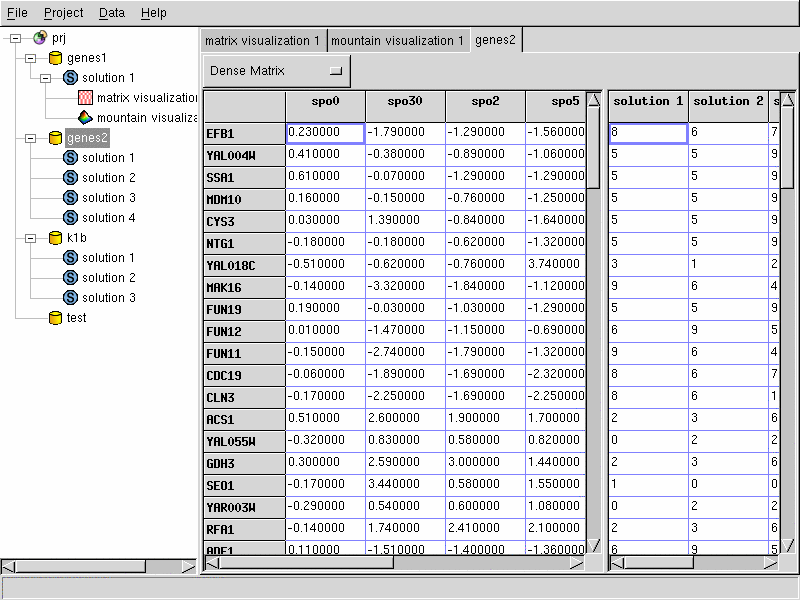 File Project Data Help
prj
genes1
solution 1
matrix visualization
mountain visualiza
genes2
solution 1
solution 2
solution 3
solution 4
k1b
solution 1
solution 2
solution 3
test
matrix visualization 1 mountain visualization 1 genes2
Dense Matrix
spo0 spo30 spo2 spo5 solution 1 solution 2 s
EFB1 0.230000 -1.790000 -1.290000 -1.560000 8 6 7
YAL004W 0.410000 -0.380000 -0.890000 -1.060000 5 5 9
SSA1 0.610000 -0.070000 -1.290000 -1.290000 5 5 9
MDM10 0.160000 -0.150000 -0.760000 -1.250000 5 5 9
CYS3 0.030000 1.390000 -0.840000 -1.640000 5 5 9
NTG1 -0.180000 -0.180000 -0.620000 -1.320000 5 5 9
YAL018C -0.510000 -0.620000 -0.760000 3.740000 3 1 2
MAK16 -0.140000 -3.320000 -1.840000 -1.120000 9 6 4
FUN19 0.190000 -0.030000 -1.030000 -1.290000 5 5 9
FUN12 0.010000 -1.470000 -1.150000 -0.690000 6 9 5
FUN11 -0.150000 -2.740000 -1.790000 -1.320000 9 6 4
CDC19 -0.060000 -1.890000 -1.690000 -2.320000 8 6 7
CLN3 -0.170000 -2.250000 -1.690000 -2.250000 8 6 1
ACS1 0.510000 2.600000 1.900000 1.700000 2 3 6
YAL055W -0.320000 0.830000 0.580000 0.820000 0 2 2
GDH3 0.300000 2.590000 3.000000 1.440000 2 3 6
SEO1 -0.170000 3.440000 0.580000 1.550000 1 0 0
YAR003W -0.290000 0.540000 0.600000 1.080000 0 2 2
RFA1 -0.140000 1.740000 2.410000 2.100000 2 3 6
ADE1 0.110000 -1.510000 -1.400000 -1.360000 6 9 5